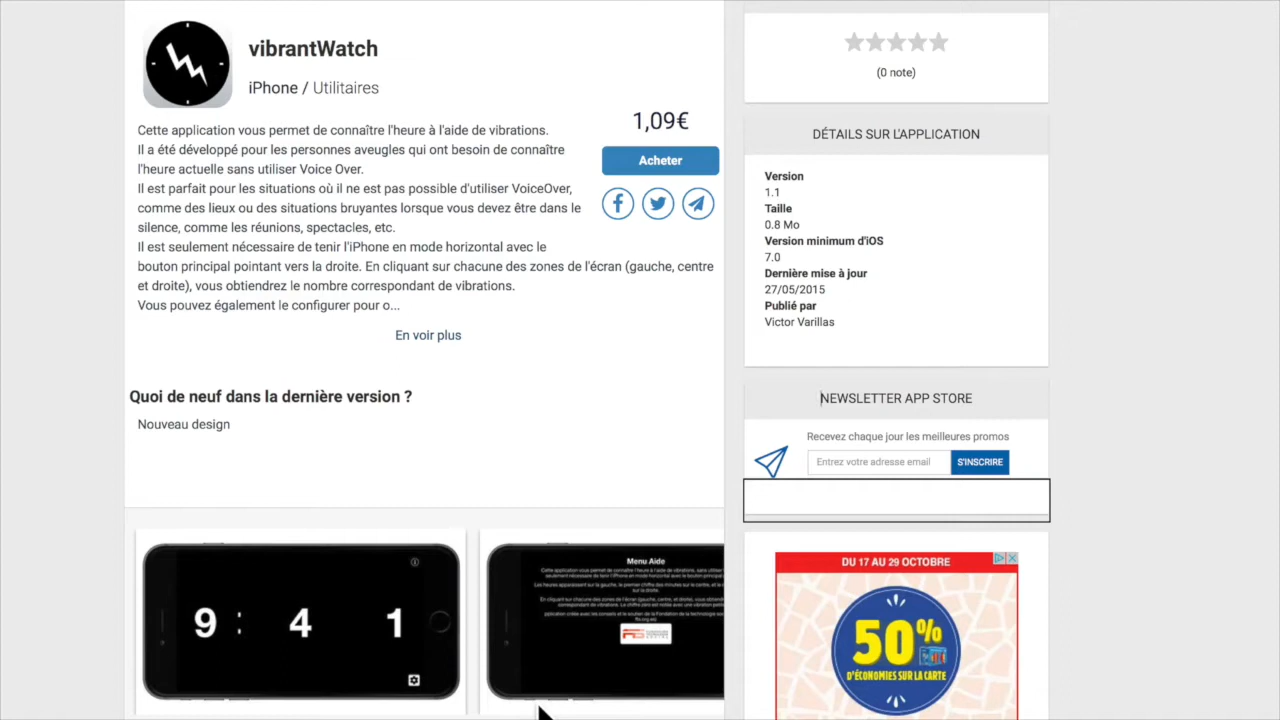 vibrantWatch
iPhone / Utilitaires
Cette application vous permet de connaître l'heure à l'aide de vibrations.
Il a été développé pour les personnes aveugles qui ont besoin de connaître
l'heure actuelle sans utiliser Voice Over.
Il est parfait pour les situations où il ne est pas possible d'utiliser VoiceOver,
comme des lieux ou des situations bruyantes lorsque vous devez être dans le
silence, comme les réunions, spectacles, etc.
Il est seulement nécessaire de tenir l'iPhone en mode horizontal avec le
bouton principal pointant vers la droite. En cliquant sur chacune des zones de l'écran (gauche, centre
et droite), vous obtiendrez le nombre correspondant de vibrations.
Vous pouvez également le configurer pour o...
En voir plus
1,09€
Acheter
Quoi de neuf dans la dernière version ?
Nouveau design
9 : 4 1
Menu Aide
(0 note)
DÉTAILS SUR L'APPLICATION
Version
1.1
Taille
0.8 Mo
Version minimum d'iOS
7.0
Dernière mise à jour
27/05/2015
Publié par
Victor Varillas
NEWSLETTER APP STORE
Recevez chaque jour les meilleures promos
Entrez votre adresse email
S'INSCRIRE
DU 17 AU 29 OCTOBRE
50%
D'ÉCONOMIES SUR LA CARTE